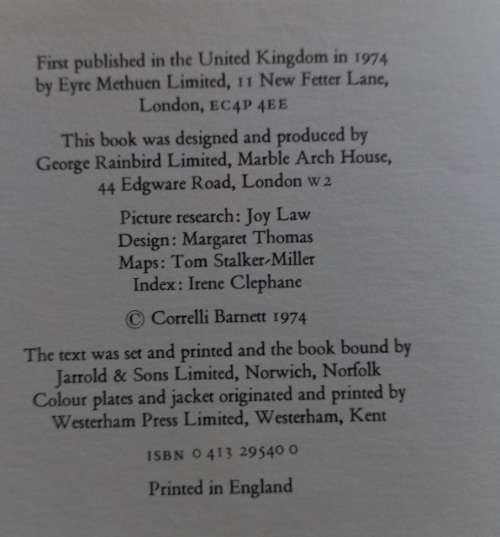 First published in the United Kingdom in 1974
by Eyre Methuen Limited, 11 New Fetter Lane,
London, EC4P 4EE
This book was designed and produced by
George Rainbird Limited, Marble Arch House,
44 Edgware Road, London W2
Picture research: Joy Law
Design: Margaret Thomas
Maps: Tom Stalker-Miller
Index: Irene Clephane
© Correlli Barnett 1974
The text was set and printed and the book bound by
Jarrold & Sons Limited, Norwich, Norfolk
Colour plates and jacket originated and printed by
Westerham Press Limited, Westerham, Kent
ISBN 0 413 29540 0
Printed in England